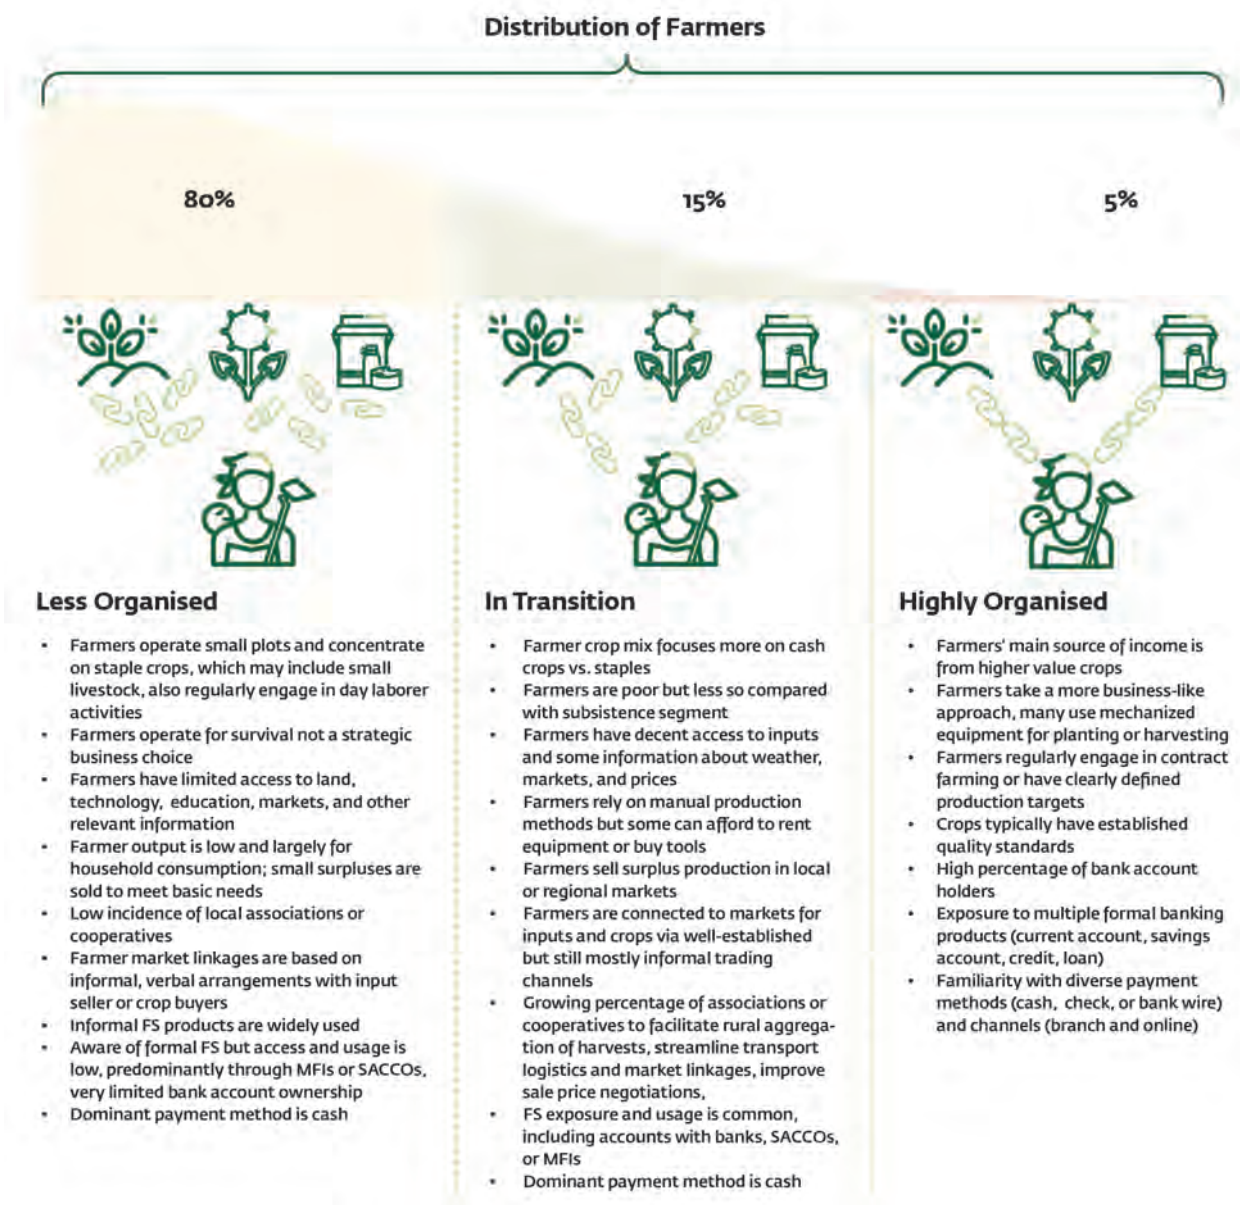 Distribution of Farmers
80%
15%
5%
Less Organised
• Farmers operate small plots and concentrate
on staple crops, which may include small
livestock, also regularly engage in day laborer
activities
• Farmers operate for survival not a strategic
business choice
• Farmers have limited access to land,
technology, education, markets, and other
relevant information
• Farmer output is low and largely for
household consumption; small surpluses are
sold to meet basic needs
• Low incidence of local associations or
cooperatives
• Farmer market linkages are based on
informal, verbal arrangements with input
seller or crop buyers
• Informal FS products are widely used
• Aware of formal FS but access and usage is
low, predominantly through MFIs or SACCOs,
very limited bank account ownership
• Dominant payment method is cash
In Transition
• Farmer crop mix focuses more on cash
crops vs. staples
• Farmers are poor but less so compared
with subsistence segment
• Farmers have decent access to inputs
and some information about weather,
markets, and prices
• Farmers rely on manual production
methods but some can afford to rent
equipment or buy tools
• Farmers sell surplus production in local
or regional markets
• Farmers are connected to markets for
inputs and crops via well-established
but still mostly informal trading
channels
• Growing percentage of associations or
cooperatives to facilitate rural aggrega-
tion of harvests, streamline transport
logistics and market linkages, improve
sale price negotiations,
• FS exposure and usage is common,
including accounts with banks, SACCOs,
or MFIs
• Dominant payment method is cash
Highly Organised
• Farmers' main source of income is
from higher value crops
• Farmers take a more business-like
approach, many use mechanized
equipment for planting or harvesting
• Farmers regularly engage in contract
farming or have clearly defined
production targets
• Crops typically have established
quality standards
• High percentage of bank account
holders
• Exposure to multiple formal banking
products (current account, savings
account, credit, loan)
• Familiarity with diverse payment
methods (cash, check, or bank wire)
and channels (branch and online)